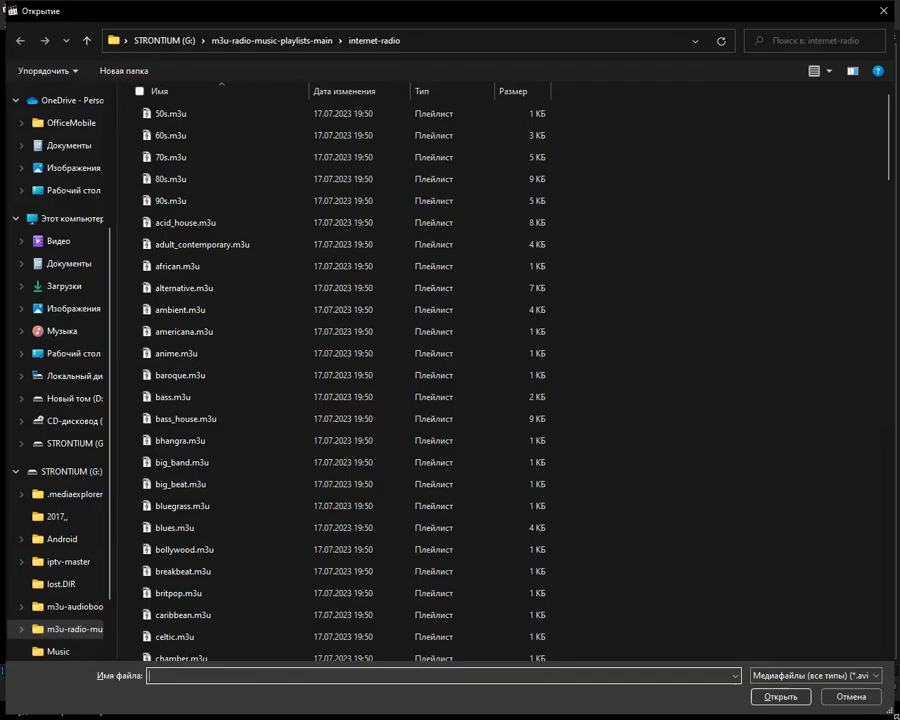 Открытие
STRONTIUM (G:) › m3u-radio-music-playlists-main › internet-radio
Поиск в: internet-radio
Упорядочить
Новая папка
Имя
Дата изменения
Тип
Размер
OneDrive - Perso
OfficeMobile
Документы
Изображения
Рабочий стол
Этот компьютер
Видео
Документы
Загрузки
Изображения
Музыка
Рабочий стол
Локальный ди
Новый том (D:
CD-дисковод (
STRONTIUM (G
STRONTIUM (G:)
.mediaexplorer
2017,,
Android
iptv-master
lost.DIR
m3u-audioboo
m3u-radio-mu
Music
50s.m3u 17.07.2023 19:50 Плейлист 1 КБ
60s.m3u 17.07.2023 19:50 Плейлист 3 КБ
70s.m3u 17.07.2023 19:50 Плейлист 5 КБ
80s.m3u 17.07.2023 19:50 Плейлист 9 КБ
90s.m3u 17.07.2023 19:50 Плейлист 5 КБ
acid_house.m3u 17.07.2023 19:50 Плейлист 8 КБ
adult_contemporary.m3u 17.07.2023 19:50 Плейлист 4 КБ
african.m3u 17.07.2023 19:50 Плейлист 1 КБ
alternative.m3u 17.07.2023 19:50 Плейлист 7 КБ
ambient.m3u 17.07.2023 19:50 Плейлист 4 КБ
americana.m3u 17.07.2023 19:50 Плейлист 1 КБ
anime.m3u 17.07.2023 19:50 Плейлист 1 КБ
baroque.m3u 17.07.2023 19:50 Плейлист 1 КБ
bass.m3u 17.07.2023 19:50 Плейлист 2 КБ
bass_house.m3u 17.07.2023 19:50 Плейлист 9 КБ
bhangra.m3u 17.07.2023 19:50 Плейлист 1 КБ
big_band.m3u 17.07.2023 19:50 Плейлист 1 КБ
big_beat.m3u 17.07.2023 19:50 Плейлист 1 КБ
bluegrass.m3u 17.07.2023 19:50 Плейлист 1 КБ
blues.m3u 17.07.2023 19:50 Плейлист 4 КБ
bollywood.m3u 17.07.2023 19:50 Плейлист 1 КБ
breakbeat.m3u 17.07.2023 19:50 Плейлист 1 КБ
britpop.m3u 17.07.2023 19:50 Плейлист 1 КБ
caribbean.m3u 17.07.2023 19:50 Плейлист 1 КБ
celtic.m3u 17.07.2023 19:50 Плейлист 1 КБ
chamber.m3u 17.07.2023 19:50 Плейлист 1 КБ
Имя файла:
Медиафайлы (все типы) (*.avi
Открыть
Отмена